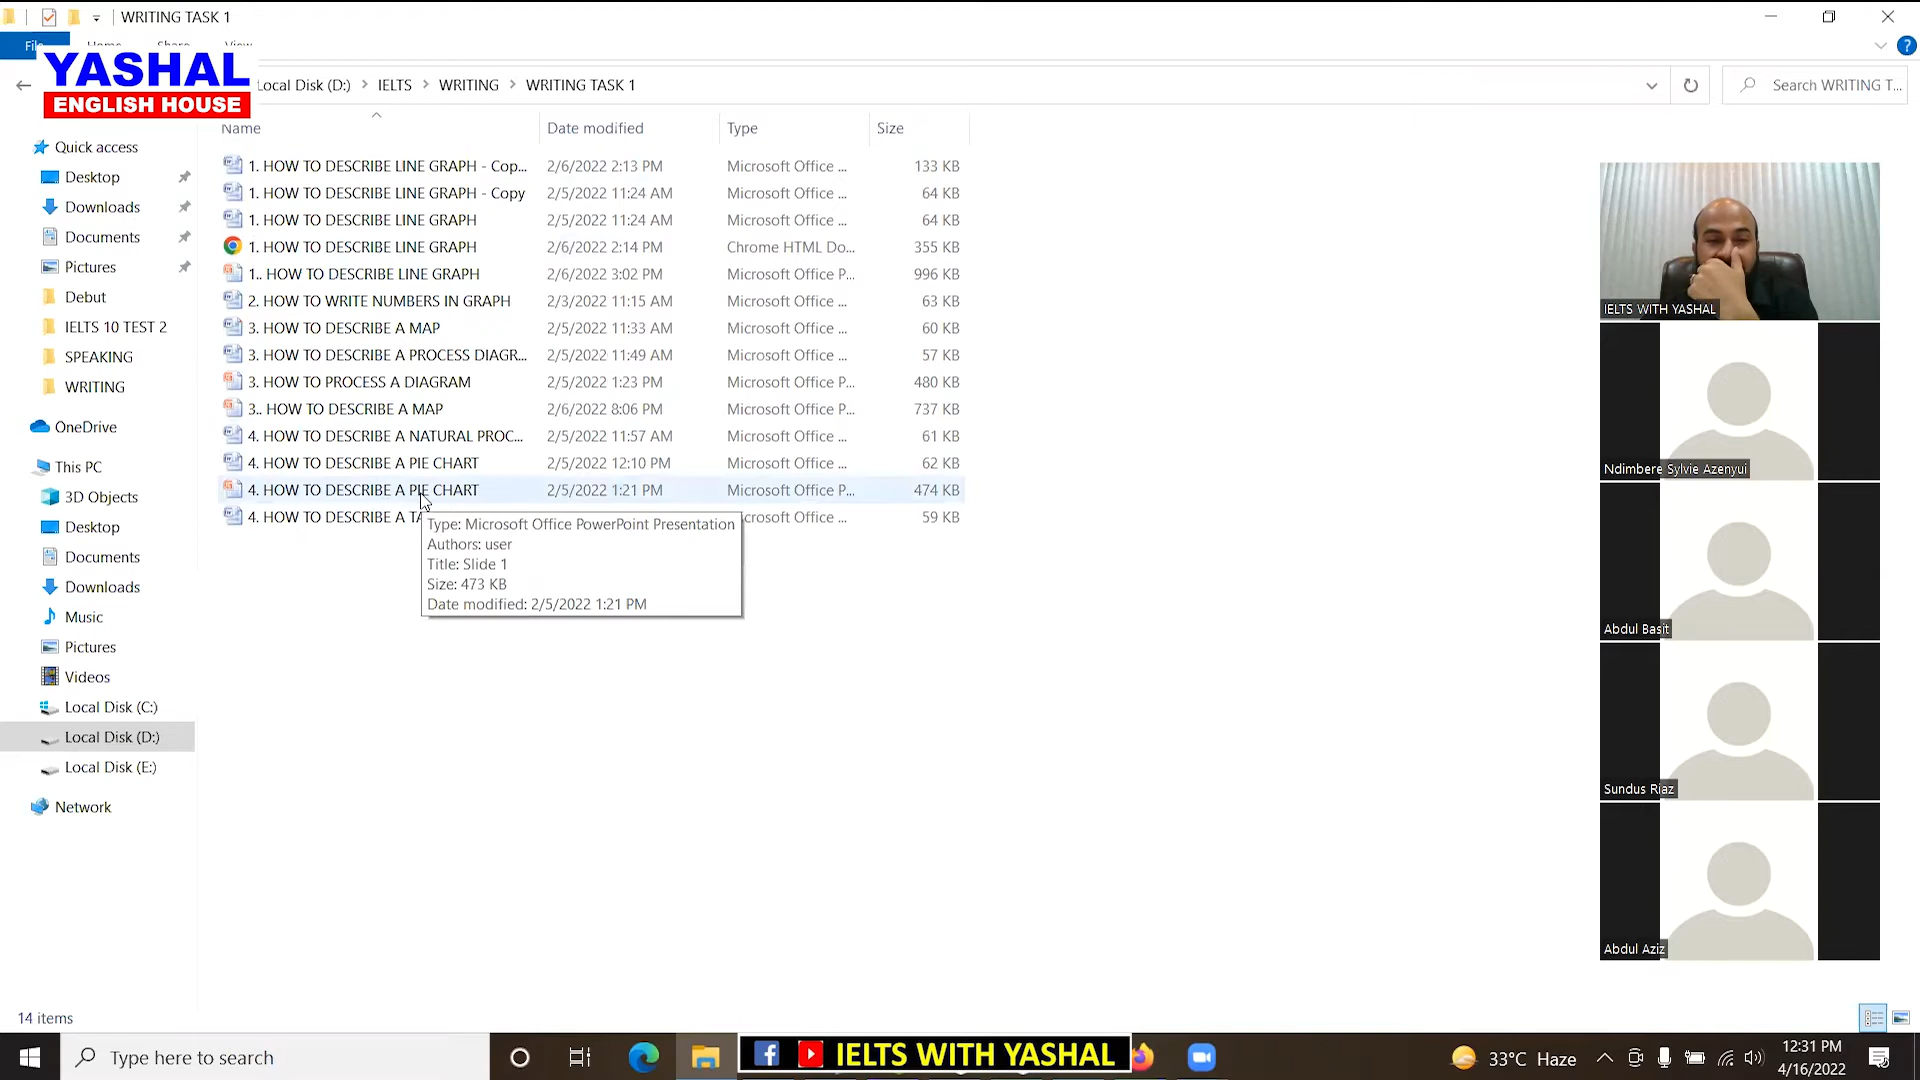 WRITING TASK 1
File Home Share View
YASHAL
ENGLISH HOUSE
Local Disk (D:) IELTS WRITING WRITING TASK 1
Search WRITING T...
Name Date modified Type Size
1. HOW TO DESCRIBE LINE GRAPH - Cop... 2/6/2022 2:13 PM Microsoft Office ... 133 KB
1. HOW TO DESCRIBE LINE GRAPH - Copy 2/5/2022 11:24 AM Microsoft Office ... 64 KB
1. HOW TO DESCRIBE LINE GRAPH 2/5/2022 11:24 AM Microsoft Office ... 64 KB
1. HOW TO DESCRIBE LINE GRAPH 2/6/2022 2:14 PM Chrome HTML Do... 355 KB
1.. HOW TO DESCRIBE LINE GRAPH 2/6/2022 3:02 PM Microsoft Office P... 996 KB
2. HOW TO WRITE NUMBERS IN GRAPH 2/3/2022 11:15 AM Microsoft Office ... 63 KB
3. HOW TO DESCRIBE A MAP 2/5/2022 11:33 AM Microsoft Office ... 60 KB
3. HOW TO DESCRIBE A PROCESS DIAGR... 2/5/2022 11:49 AM Microsoft Office ... 57 KB
3. HOW TO PROCESS A DIAGRAM 2/5/2022 1:23 PM Microsoft Office P... 480 KB
3.. HOW TO DESCRIBE A MAP 2/6/2022 8:06 PM Microsoft Office P... 737 KB
4. HOW TO DESCRIBE A NATURAL PROC... 2/5/2022 11:57 AM Microsoft Office ... 61 KB
4. HOW TO DESCRIBE A PIE CHART 2/5/2022 12:10 PM Microsoft Office ... 62 KB
4. HOW TO DESCRIBE A PIE CHART 2/5/2022 1:21 PM Microsoft Office P... 474 KB
4. HOW TO DESCRIBE A Office ... 59 KB
Type: Microsoft Office PowerPoint Presentation
Authors: user
Title: Slide 1
Size: 473 KB
Date modified: 2/5/2022 1:21 PM
Quick access
Desktop
Downloads
Documents
Pictures
Debut
IELTS 10 TEST 2
SPEAKING
WRITING
OneDrive
This PC
3D Objects
Desktop
Documents
Downloads
Music
Pictures
Videos
Local Disk (C:)
Local Disk (D:)
Local Disk (E:)
Network
14 items
IELTS WITH YASHAL
Ndimbere Sylvie Azenyui
Abdul Basit
Sundus Riaz
Abdul Aziz
Type here to search
IELTS WITH YASHAL
33°C Haze
12:31 PM
4/16/2022